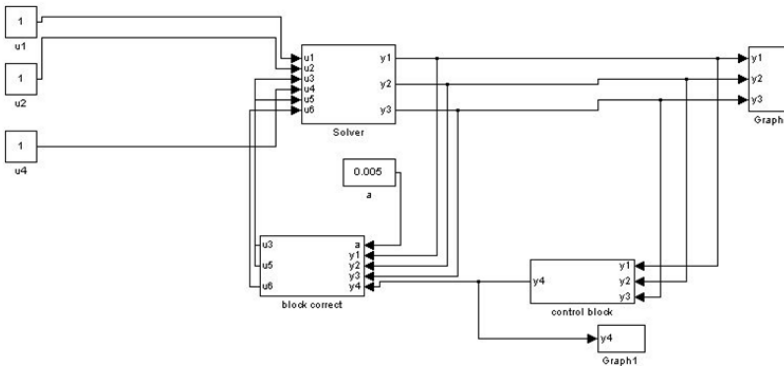 1
u1
1
u2
1
u4
u1
u2
u3
u4
u5
u6
y1
y2
y3
Solver
y1
y2
y3
Graph
0.005
a
u3
u5
u6
a
y1
y2
y3
y4
block correct
y4
y1
y2
y3
control block
y4
Graph1